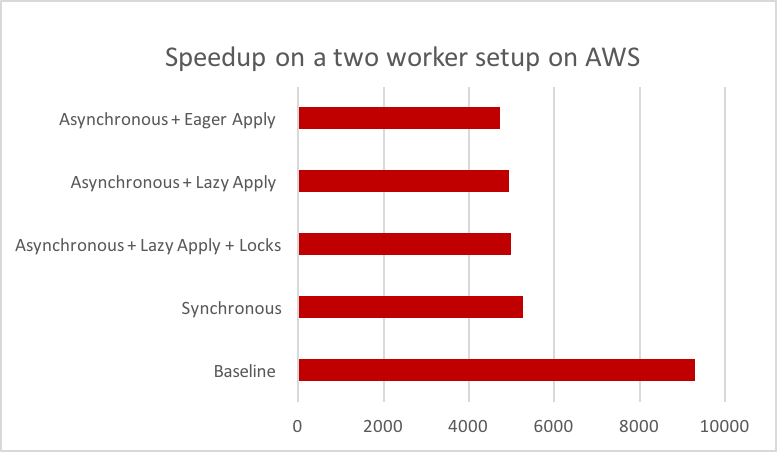 Speedup on a two worker setup on AWS
Asynchronous + Eager Apply
Asynchronous + Lazy Apply
Asynchronous + Lazy Apply + Locks
Synchronous
Baseline
0 2000 4000 6000 8000 10000